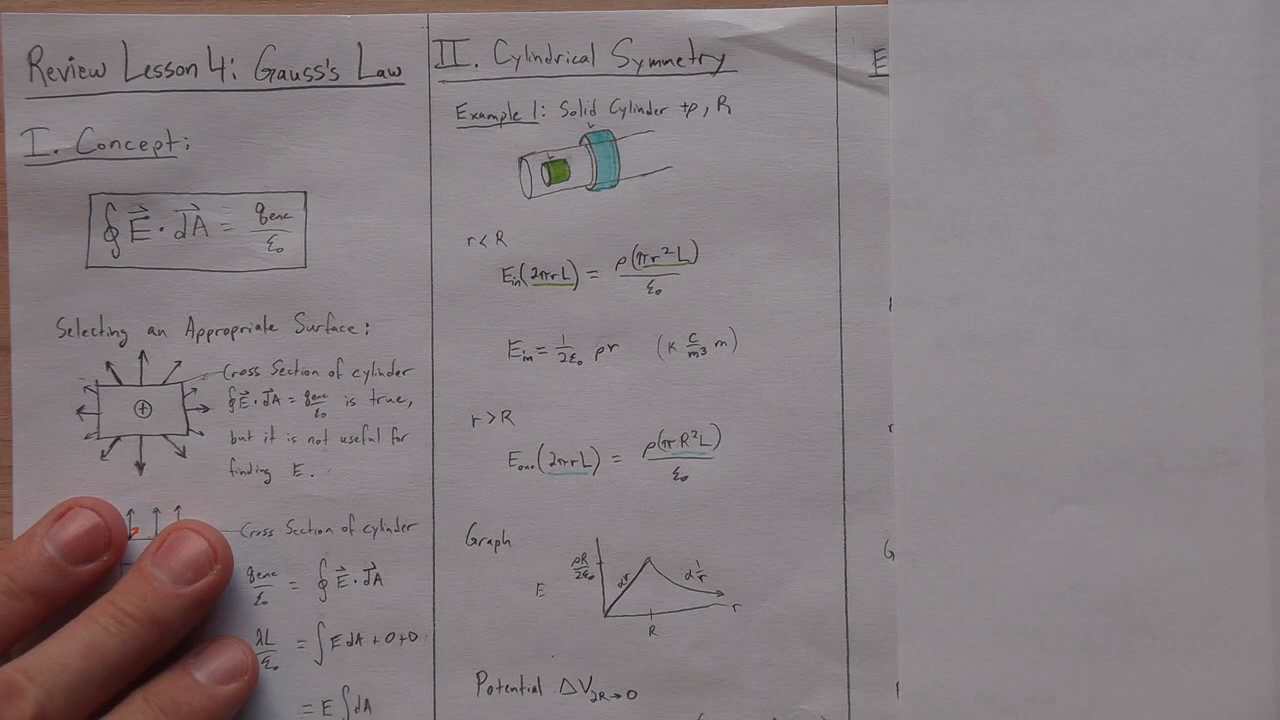 Review Lesson 4: Gauss's Law
I. Concept:
∮ E⃗ · dA⃗ = qenc/ε₀
Selecting an Appropriate Surface:
Cross Section of cylinder
∮E⃗·dA⃗ = qenc/ε₀ is true,
but it is not useful for
finding E.
+
Cross Section of cylinder
qenc/ε₀ = ∮ E⃗·dA⃗
λL/ε₀ = ∫E dA + 0 + 0
= E ∫dA
II. Cylindrical Symmetry
Example 1: Solid Cylinder +ρ, R
r < R
Ein(2πrL) = ρ(πr²L)/ε₀
Ein = 1/2ε₀ ρr (K C/m³ m)
r > R
(2πrL) = ρ(πR²L)/ε₀
Graph
ρR/2ε₀
E
αr
α 1/r
r
R
Potential ΔV2R→0
E
G